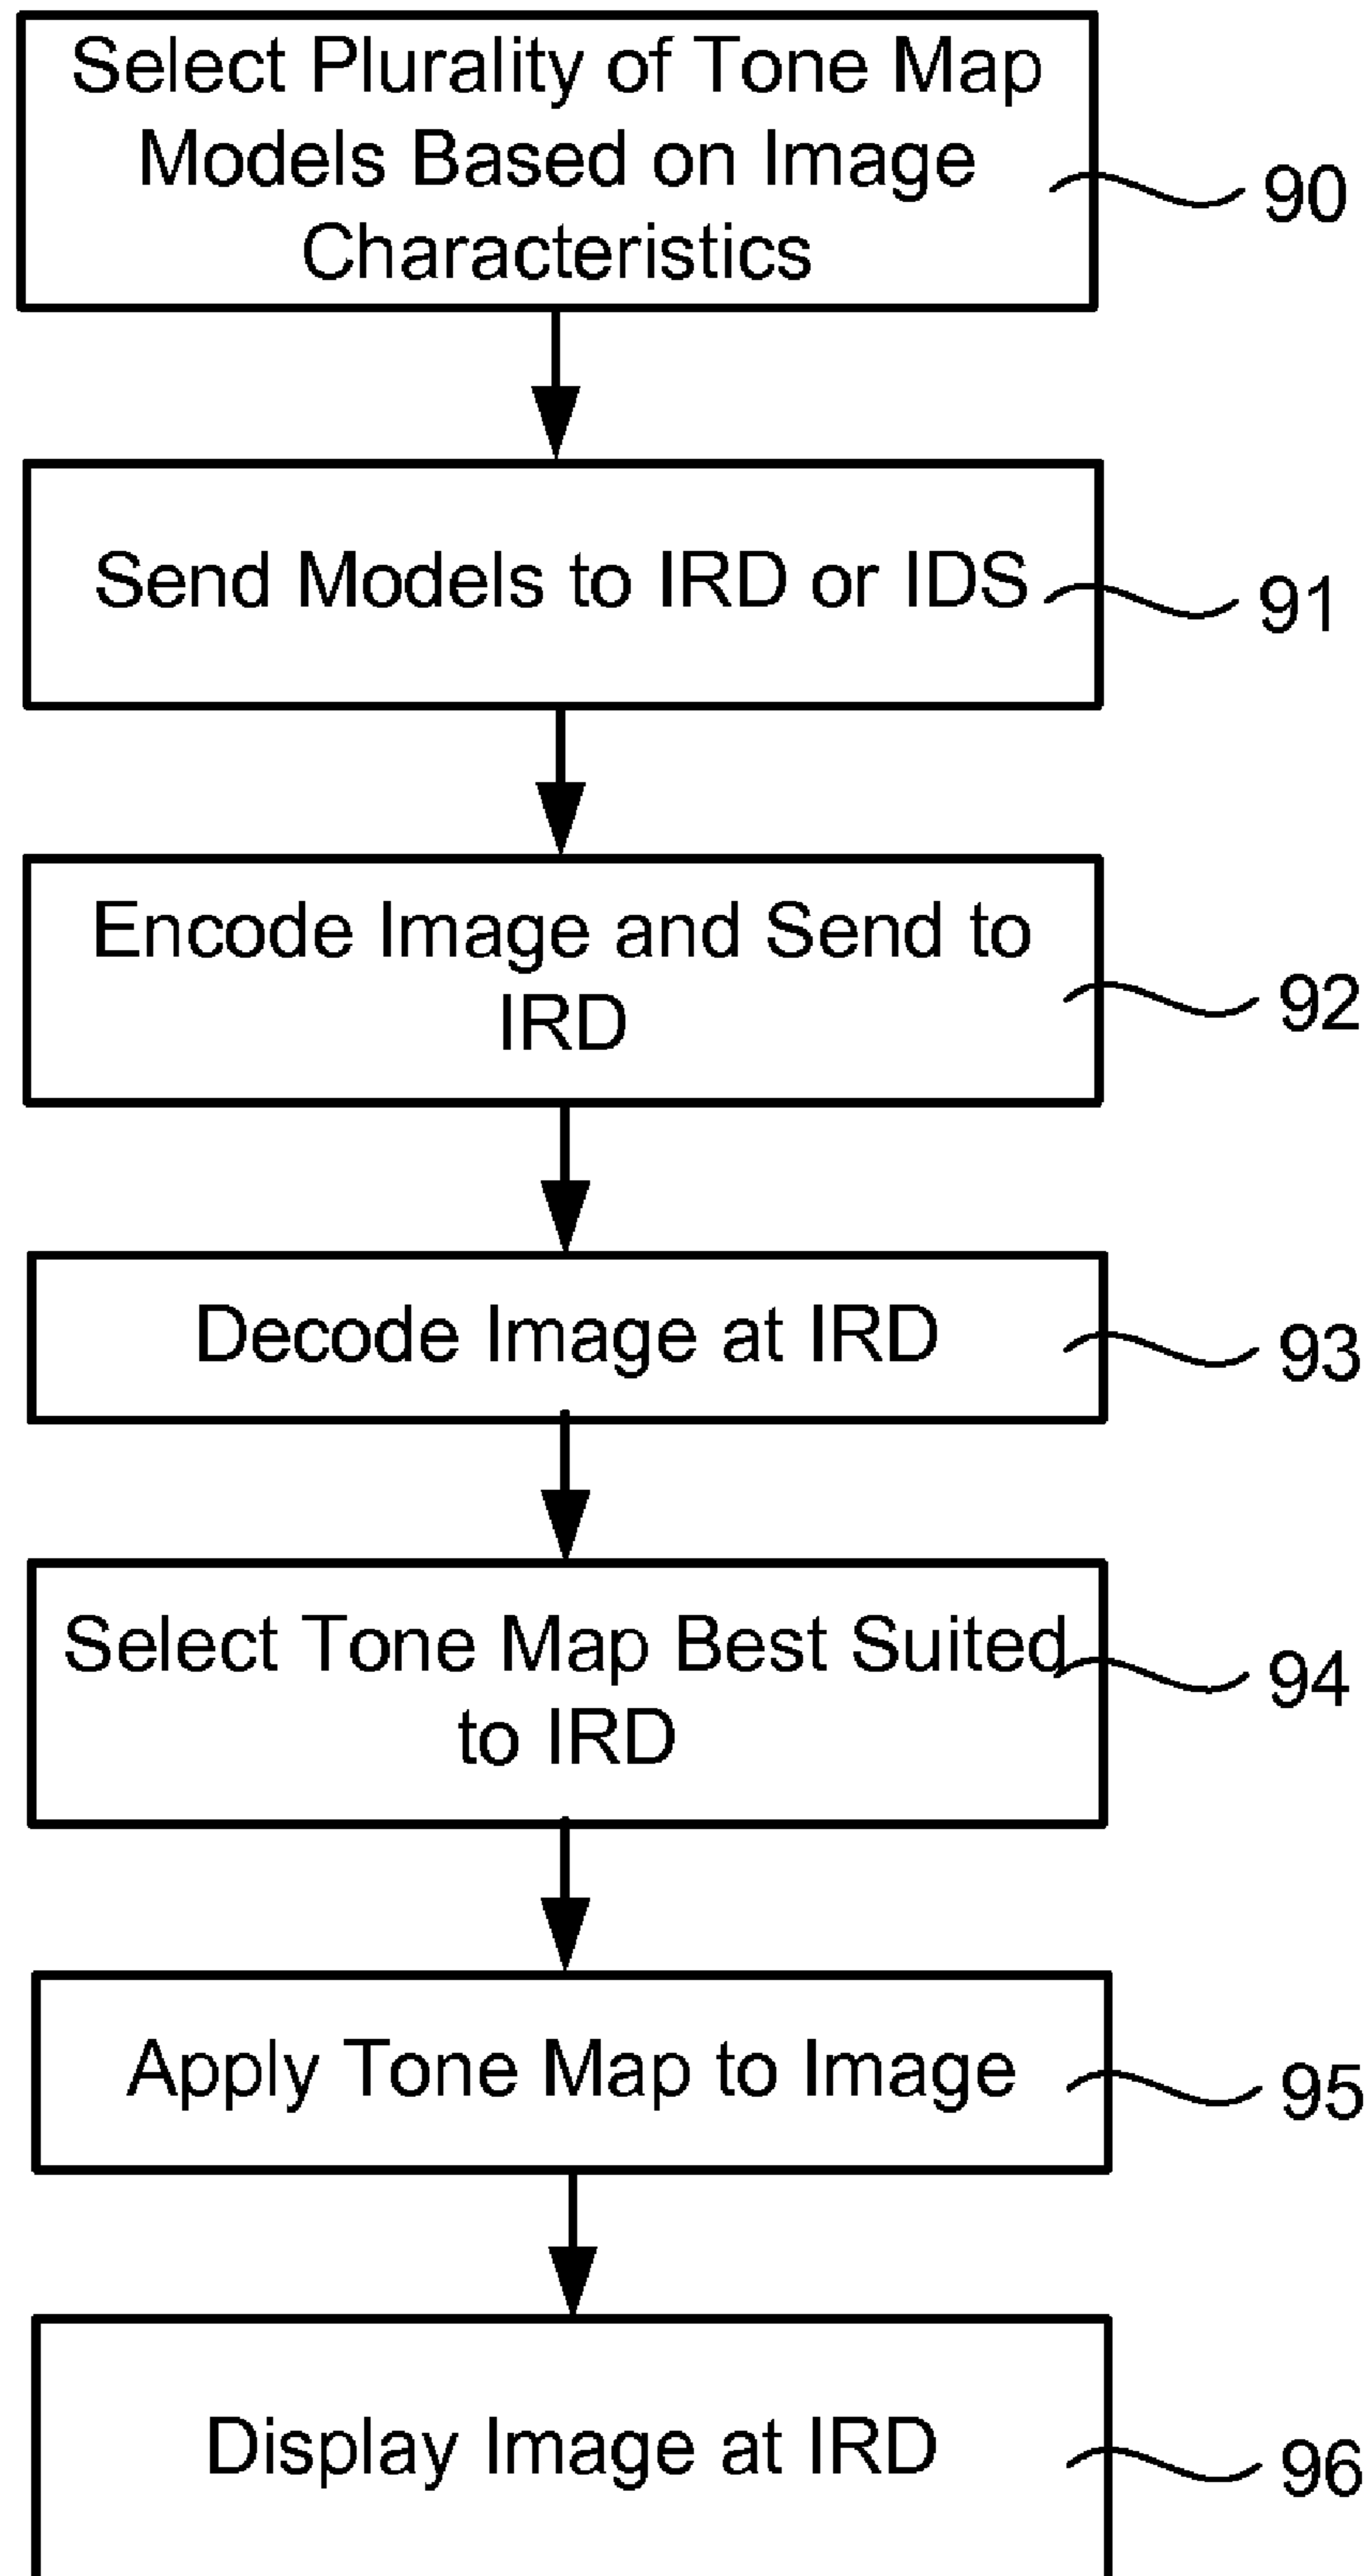 Select Plurality of Tone Map
Models Based on Image
Characteristics
90
Send Models to IRD or IDS
91
Encode Image and Send to
IRD
92
Decode Image at IRD
93
Select Tone Map Best Suited
to IRD
94
Apply Tone Map to Image
95
Display Image at IRD
96